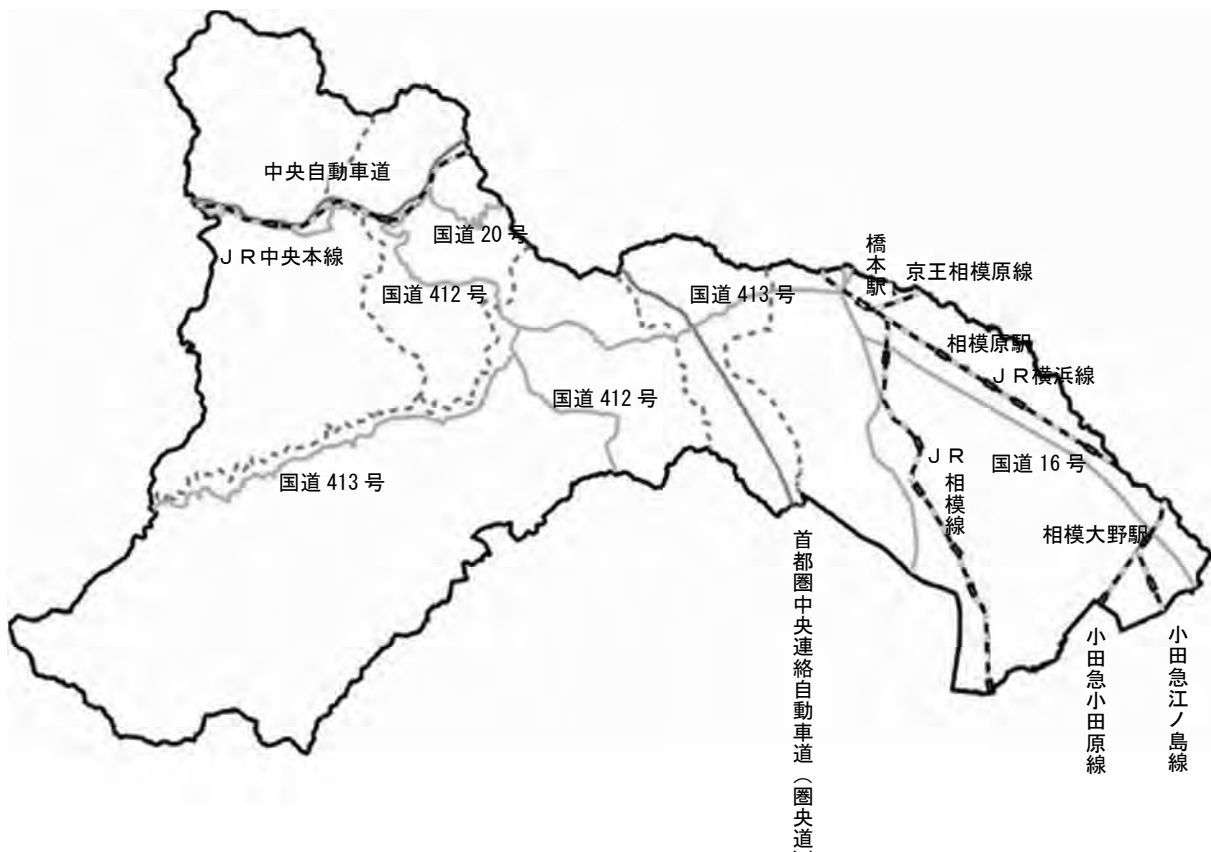 中央自動車道
国道 20 号
ＪＲ中央本線
橋本駅
京王相模原線
国道 412 号
国道 413 号
相模原駅
ＪＲ横浜線
国道 412 号
ＪＲ相模線
国道 16 号
国道 413 号
相模大野駅
首都圏中央連絡自動車道（圏央道）
小田急小田原線
小田急江ノ島線